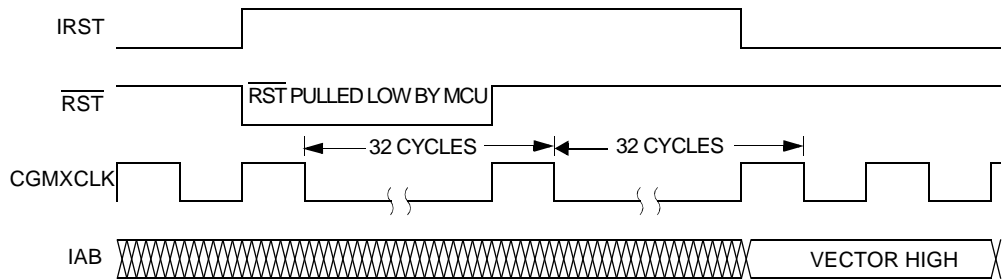 IRST
RST
RST PULLED LOW BY MCU
32 CYCLES
32 CYCLES
CGMXCLK
IAB
VECTOR HIGH